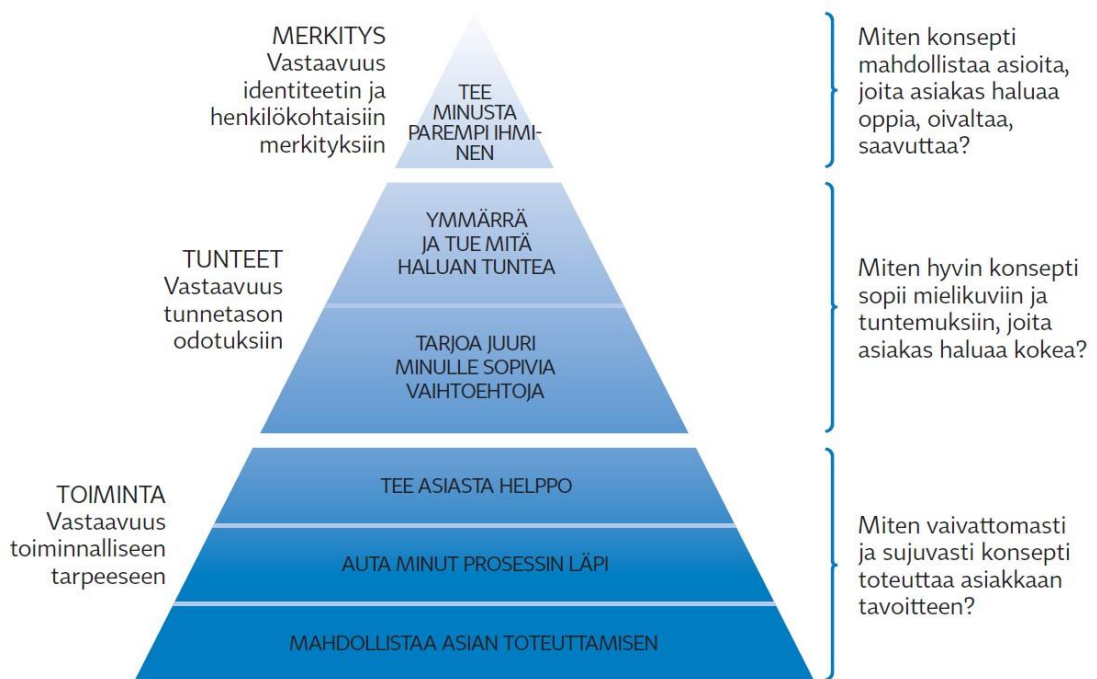 MERKITYS
Vastaavuus
identiteetin ja
henkilökohtaisiin
merkityksiin
TEE
MINUSTA
PAREMPI IHMI-
NEN
Miten konsepti
mahdollistaa asioita,
joita asiakas haluaa
oppia, oivaltaa,
saavuttaa?
TUNTEET
Vastaavuus
tunnetason
odotuksiin
YMMÄRRÄ
JA TUE MITÄ
HALUAN TUNTEA
TARJOA JUURI
MINULLE SOPIVIA
VAIHTOEHTOJA
Miten hyvin konsepti
sopii mielikuviin ja
tuntemuksiin, joita
asiakas haluaa kokea?
TOIMINTA
Vastaavuus
toiminnalliseen
tarpeeseen
TEE ASIASTA HELPPO
AUTA MINUT PROSESSIN LÄPI
MAHDOLLISTAA ASIAN TOTEUTTAMISEN
Miten vaivattomasti
ja sujuvasti konsepti
toteuttaa asiakkaan
tavoitteen?